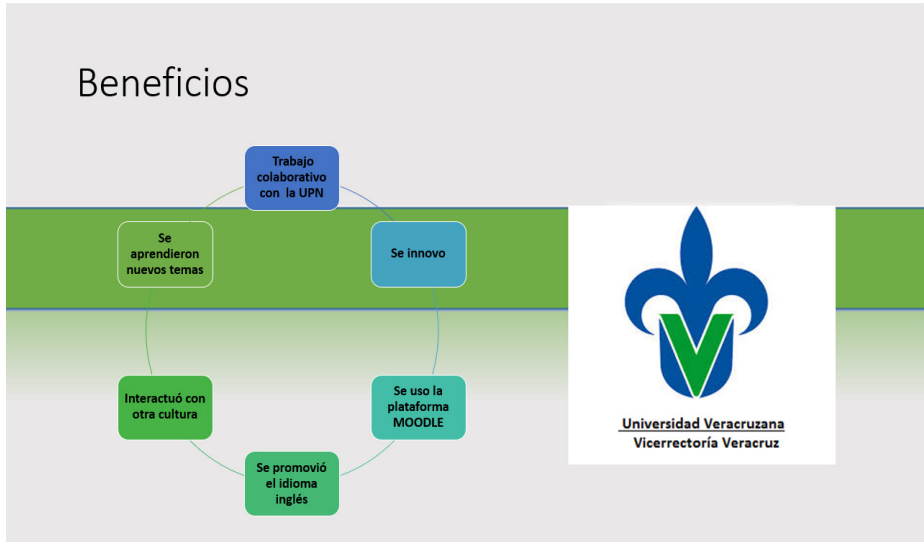 Beneficios
Trabajo
colaborativo
con la UPN
Se innovo
Se uso la
plataforma
MOODLE
Se promovió
el idioma
inglés
Interactuó con
otra cultura
Se
aprendieron
nuevos temas
Universidad Veracruzana
Vicerrectoría Veracruz